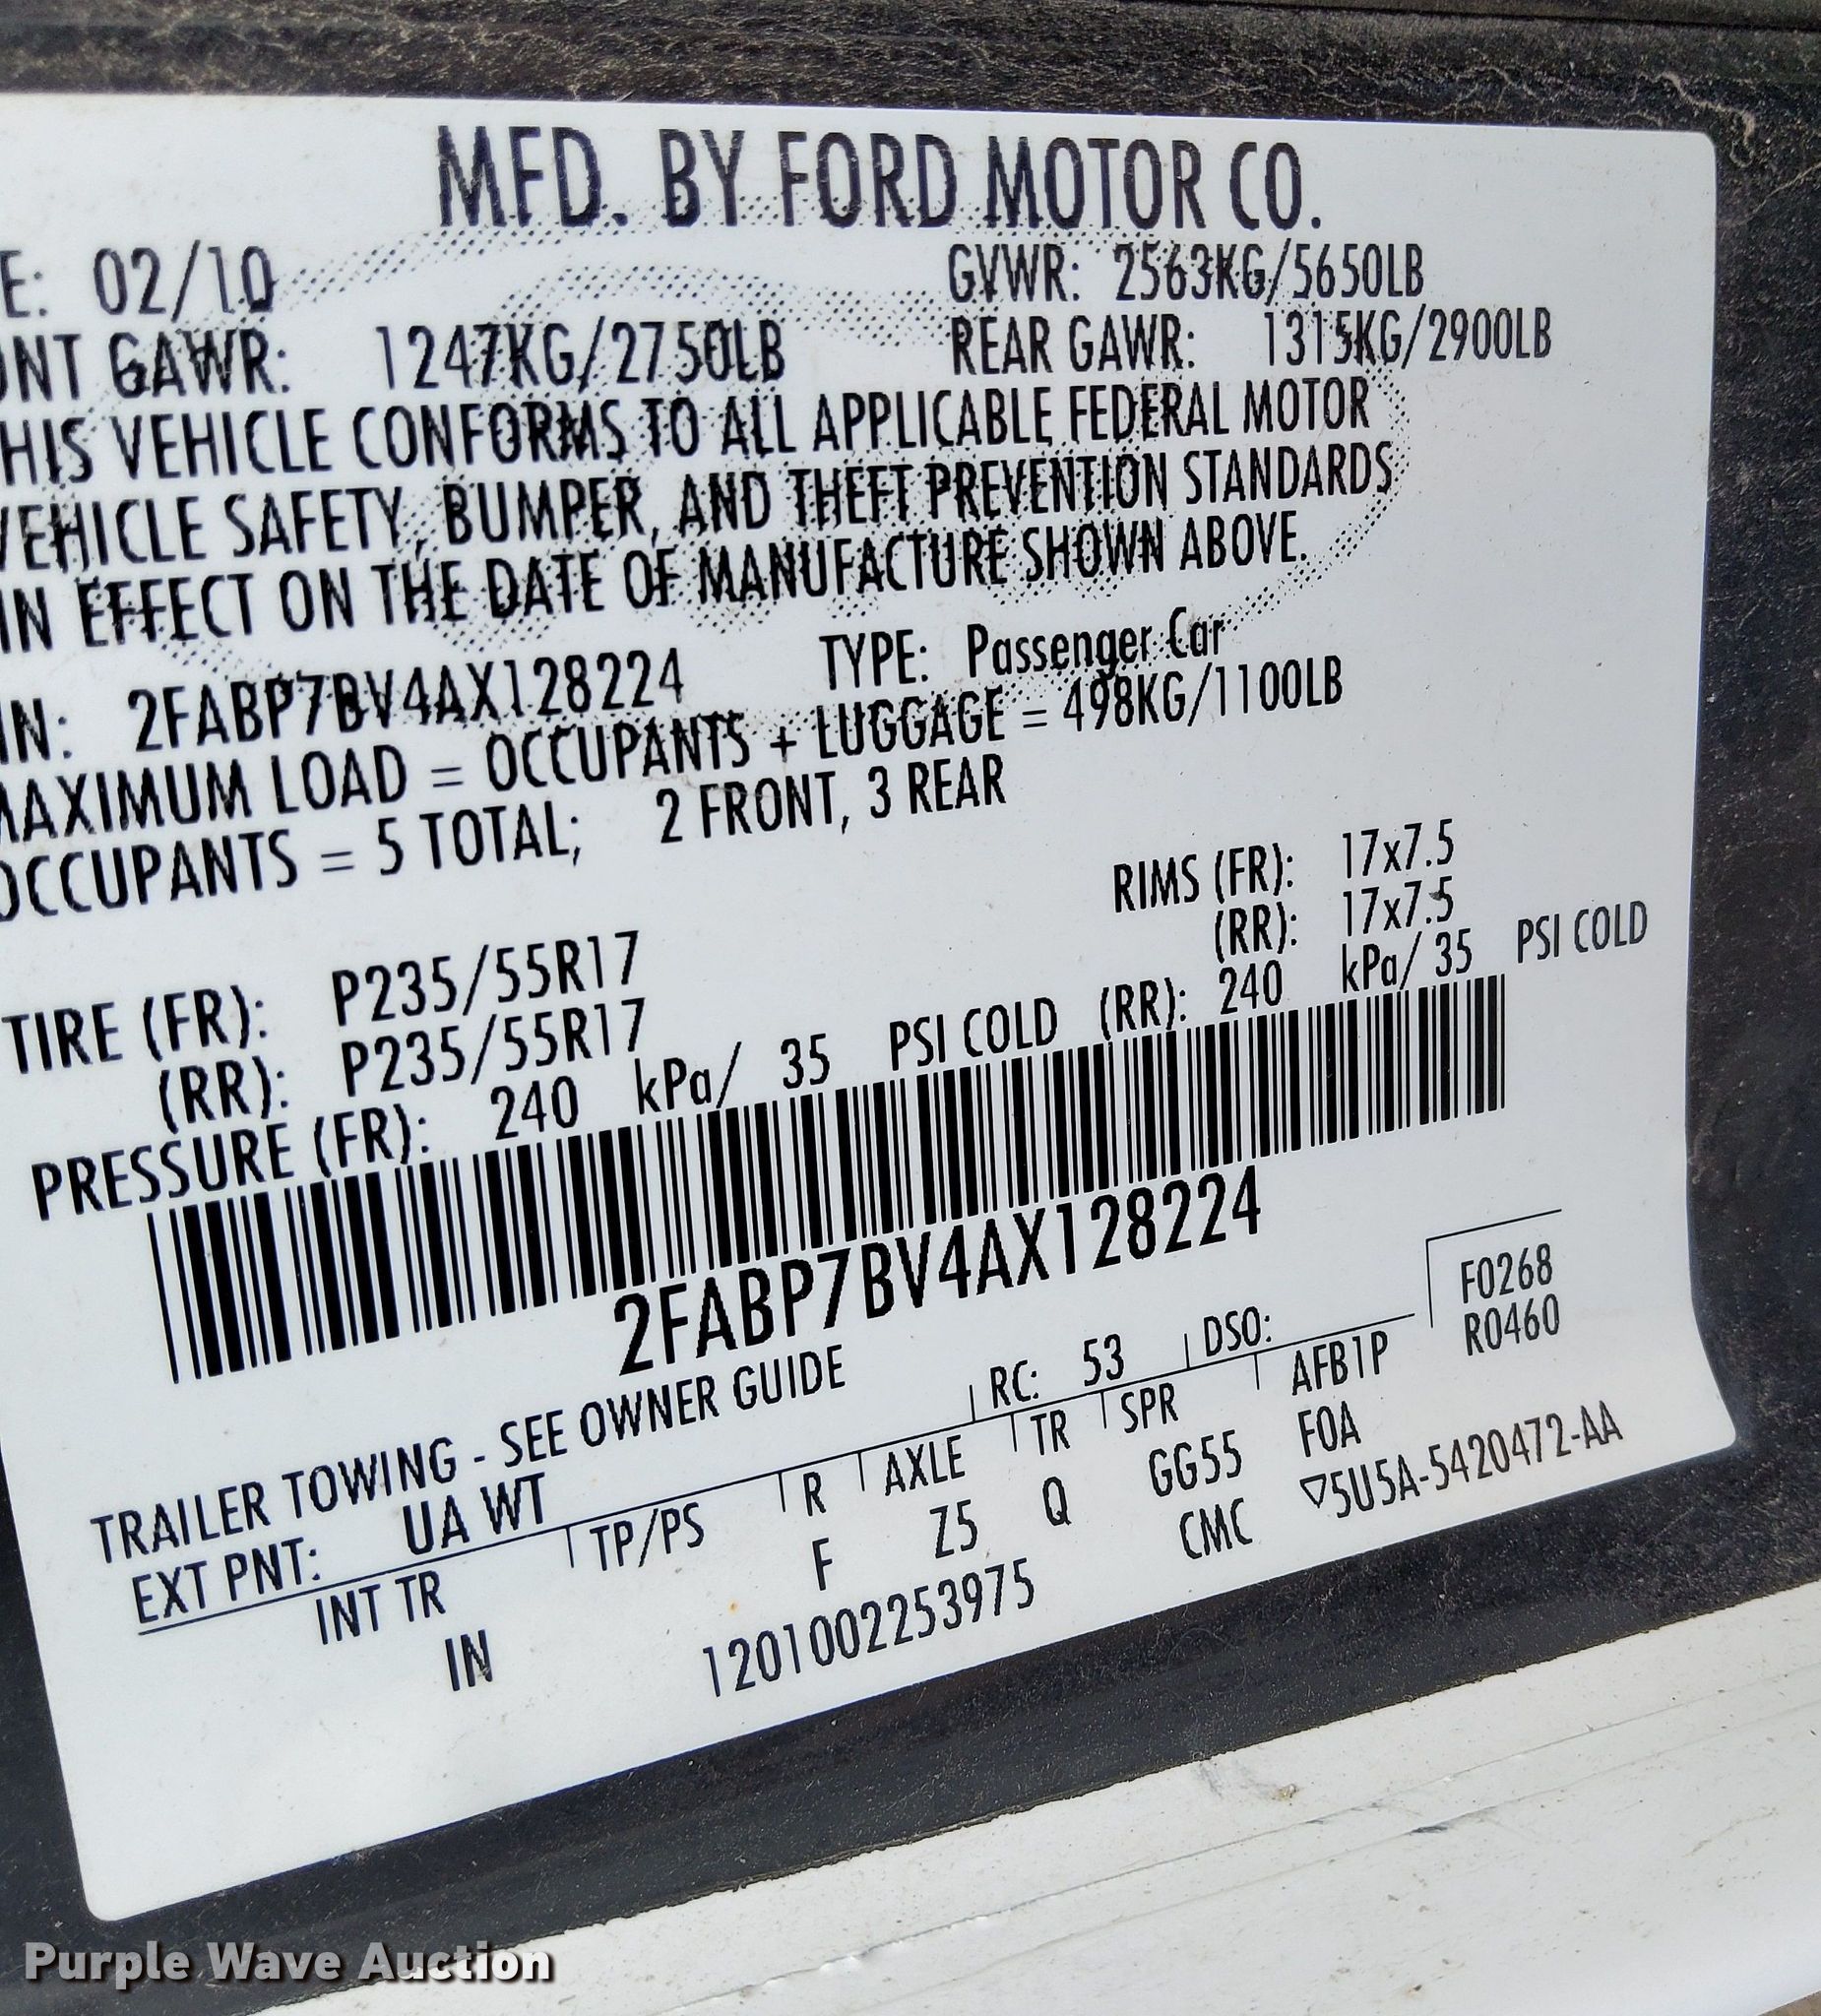 MFD. BY FORD MOTOR CO.
E: 02/10 GVWR: 2563KG/5650LB
ONT GAWR: 1247KG/2750LB REAR GAWR: 1315KG/2900LB
HIS VEHICLE CONFORMS TO ALL APPLICABLE FEDERAL MOTOR
VEHICLE SAFETY, BUMPER, AND THEFT PREVENTION STANDARDS
IN EFFECT ON THE DATE OF MANUFACTURE SHOWN ABOVE.
IN: 2FABP7BV4AX128224 TYPE: Passenger Car
MAXIMUM LOAD = OCCUPANTS + LUGGAGE = 498KG/1100LB
OCCUPANTS = 5 TOTAL; 2 FRONT, 3 REAR
TIRE (FR): P235/55R17 RIMS (FR): 17x7.5
(RR): P235/55R17 (RR): 17x7.5
PRESSURE (FR): 240 kPa/ 35 PSI COLD (RR): 240 kPa/ 35 PSI COLD
2FABP7BV4AX128224
TRAILER TOWING - SEE OWNER GUIDE
EXT PNT: UA WT RC: 53 DSO: F0268
R0460
INT TR TP/PS R AXLE TR SPR AFB1P
IN F Z5 Q GG55 FOA
1201002253975 CMC ▽5U5A-5420472-AA
Purple Wave Auction